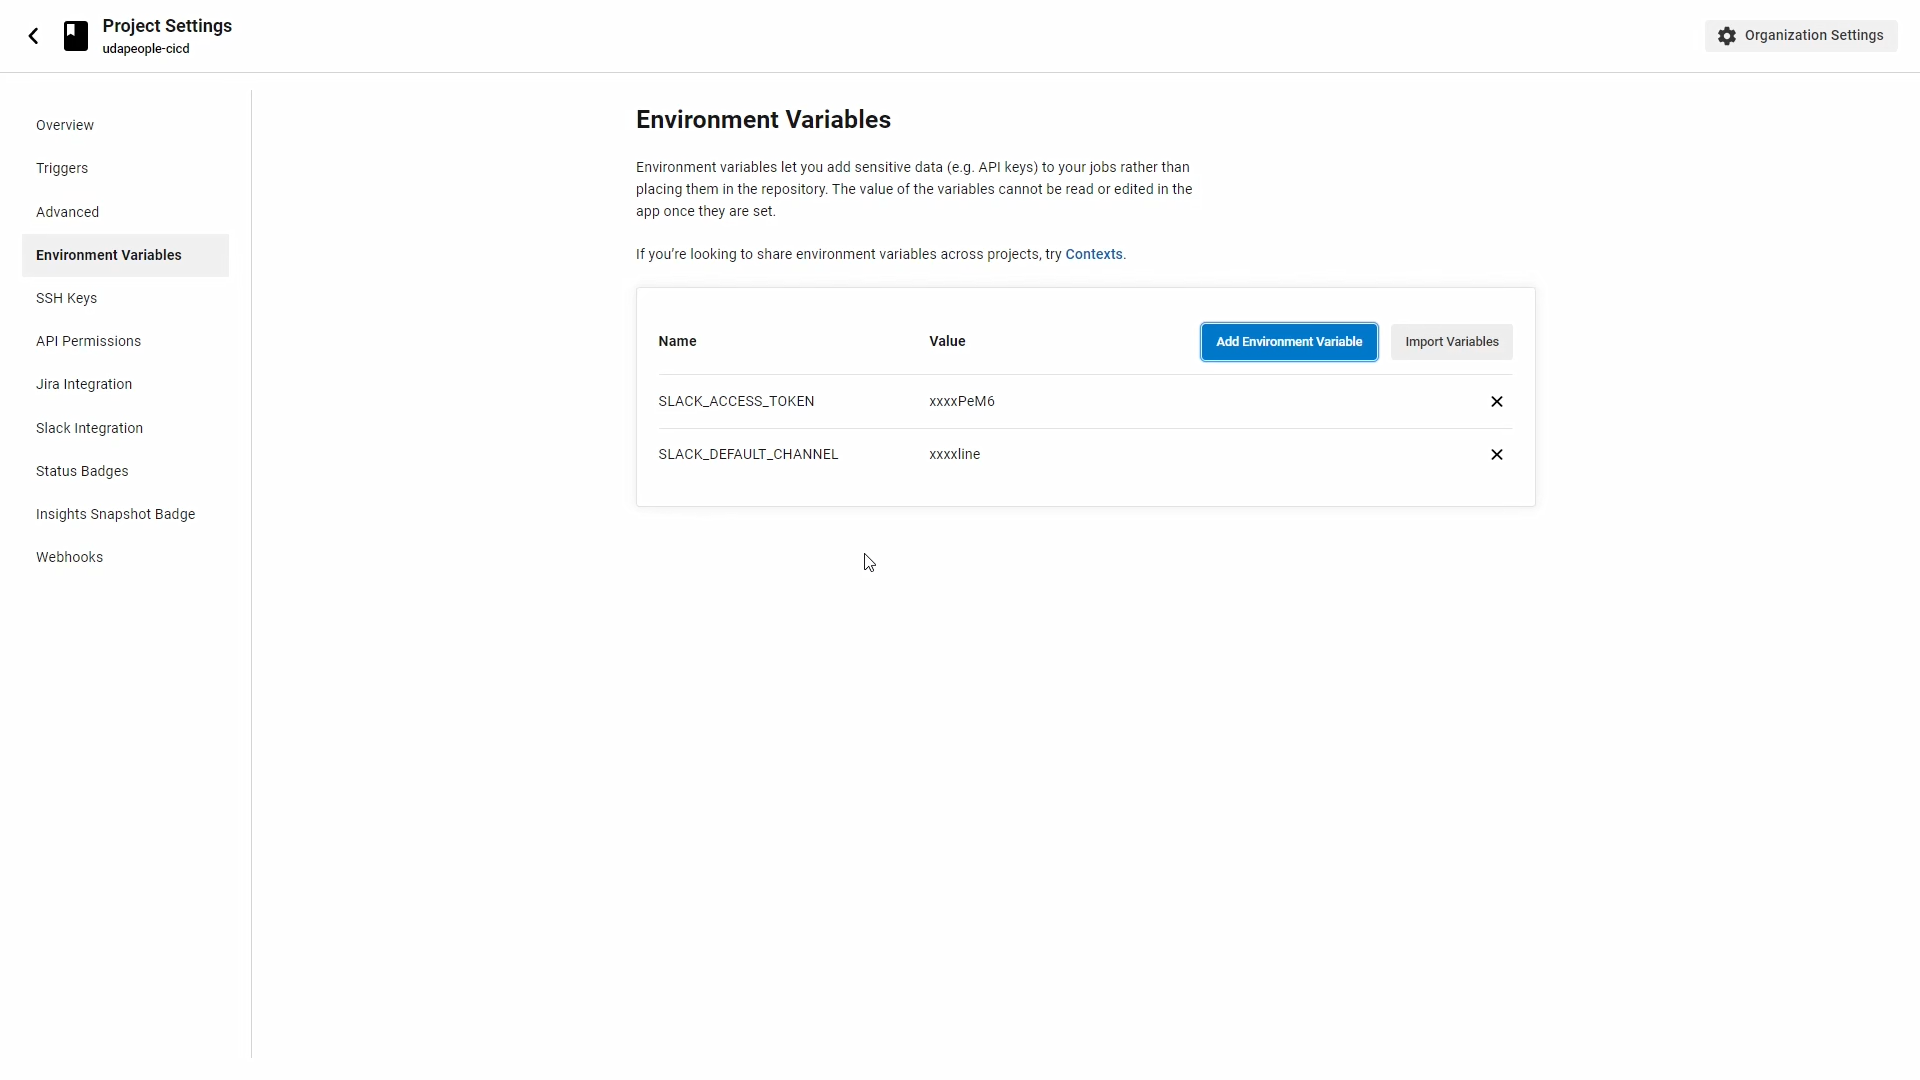 Project Settings
udapeople-cicd
Organization Settings
Overview
Triggers
Advanced
Environment Variables
SSH Keys
API Permissions
Jira Integration
Slack Integration
Status Badges
Insights Snapshot Badge
Webhooks
Environment Variables
Environment variables let you add sensitive data (e.g. API keys) to your jobs rather than
placing them in the repository. The value of the variables cannot be read or edited in the
app once they are set.
If you’re looking to share environment variables across projects, try Contexts.
Name Value Add Environment Variable Import Variables
SLACK_ACCESS_TOKEN xxxxPeM6
SLACK_DEFAULT_CHANNEL xxxxline